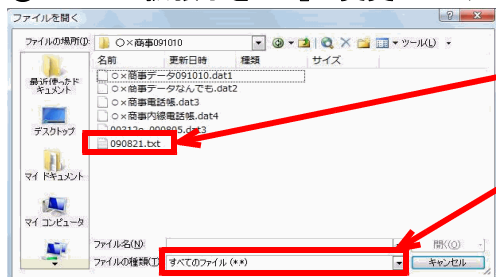 ファイルを開く
ファイルの場所(I):
○×商事091010
ツール(L)
名前 更新日時 種類 サイズ
○×商事データ091010.dat1
○×商事データなんでも.dat2
○×商事電話帳.dat3
○×商事内線電話帳.dat4
090821.txt
最近使ったドキュメント
デスクトップ
マイ ドキュメント
マイ コンピュータ
ファイル名(N):
開く(O)
ファイルの種類(T):
すべてのファイル (*.*)
キャンセル